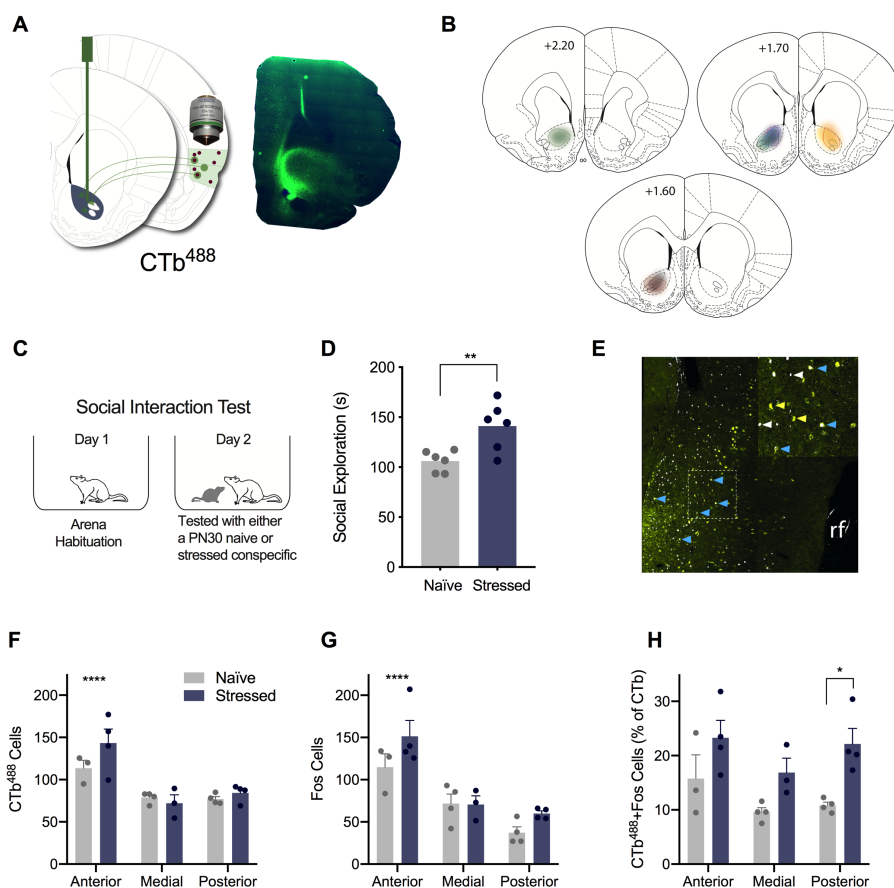 A
CTb488
B
+2.20
+1.70
+1.60
C
Social Interaction Test
Day 1
Day 2
Arena
Habituation
Tested with either
a PN30 naive or
stressed conspecific
D
**
Social Exploration (s)
200
150
100
50
0
Naïve
Stressed
E
rf
F
****
Naïve
Stressed
CTb488 Cells
200
150
100
50
0
Anterior
Medial
Posterior
G
****
Fos Cells
200
150
100
50
0
Anterior
Medial
Posterior
H
*
CTb488+Fos Cells (% of CTb)
30
20
10
0
Anterior
Medial
Posterior